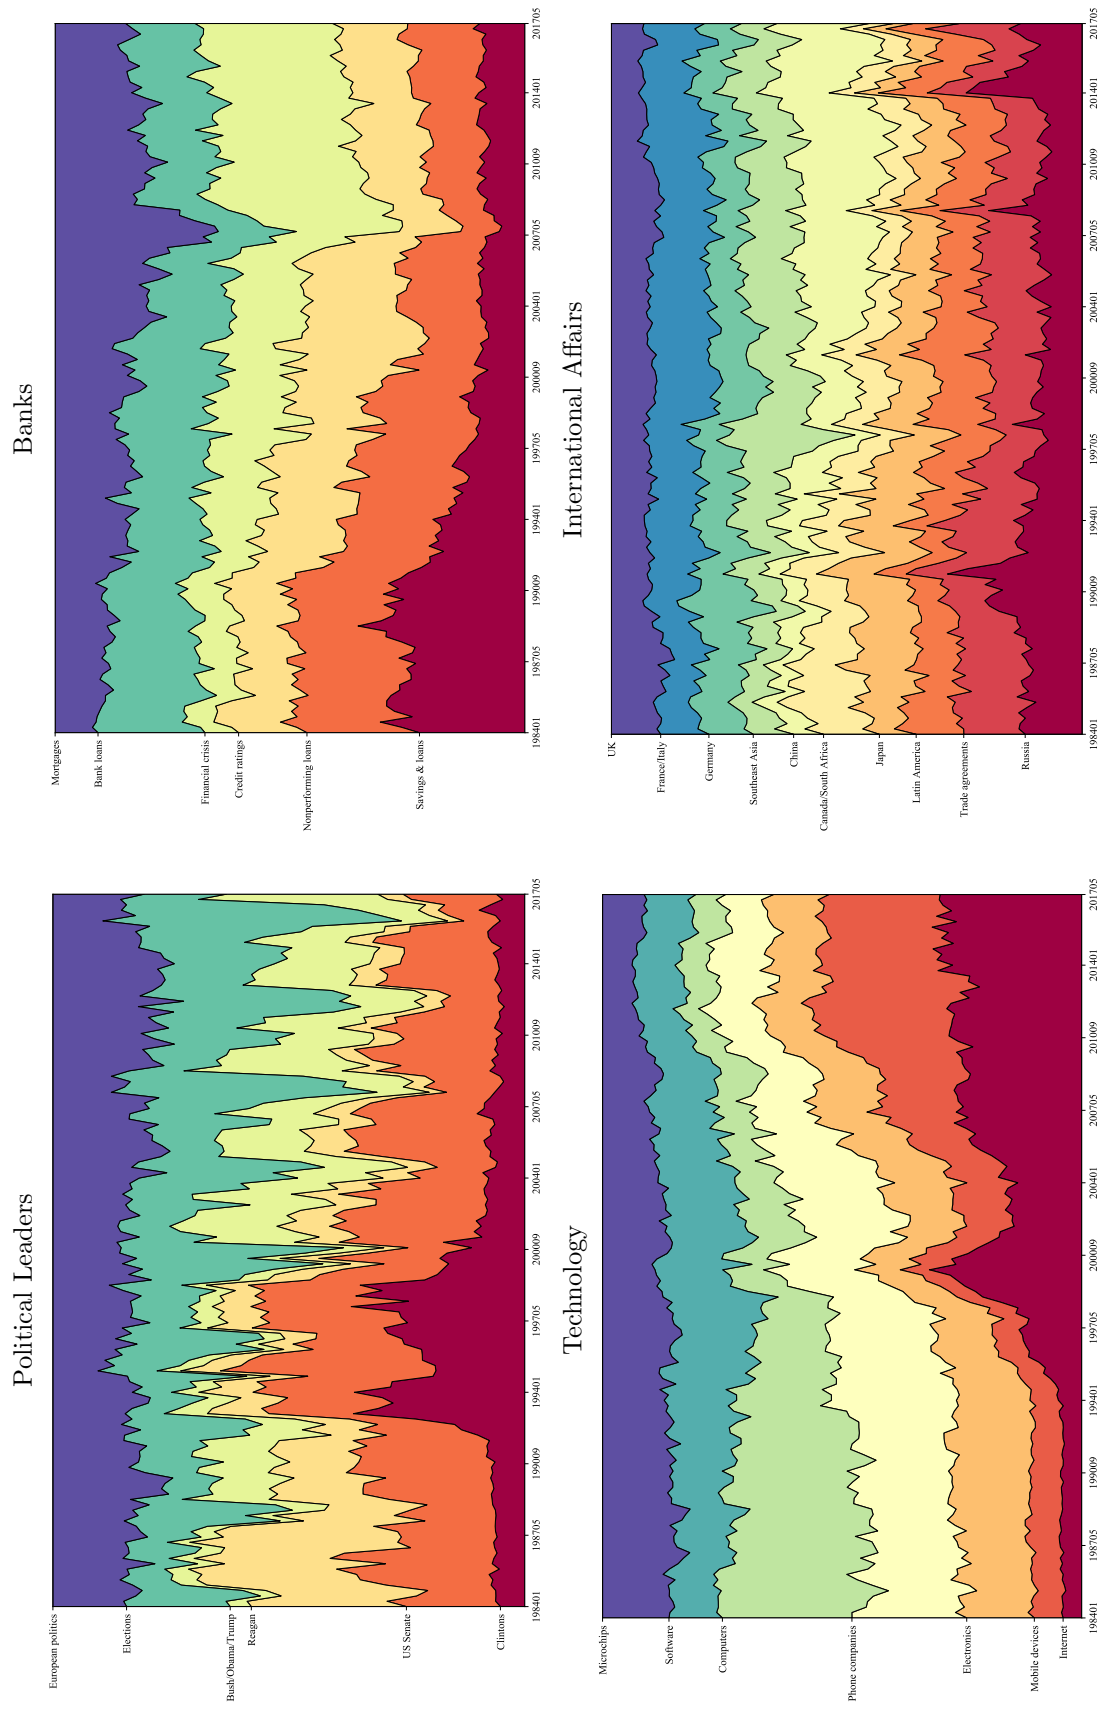 Political Leaders
European politics
Elections
Bush/Obama/Trump
Reagan
US Senate
Clintons
198401
198705
199009
199401
199705
200009
200401
200705
201009
201401
201705
Banks
Mortgages
Bank loans
Financial crisis
Credit ratings
Nonperforming loans
Savings & loans
198401
198705
199009
199401
199705
200009
200401
200705
201009
201401
201705
Technology
Microchips
Software
Computers
Phone companies
Electronics
Mobile devices
Internet
198401
198705
199009
199401
199705
200009
200401
200705
201009
201401
201705
International Affairs
UK
France/Italy
Germany
Southeast Asia
China
Canada/South Africa
Japan
Latin America
Trade agreements
Russia
198401
198705
199009
199401
199705
200009
200401
200705
201009
201401
201705